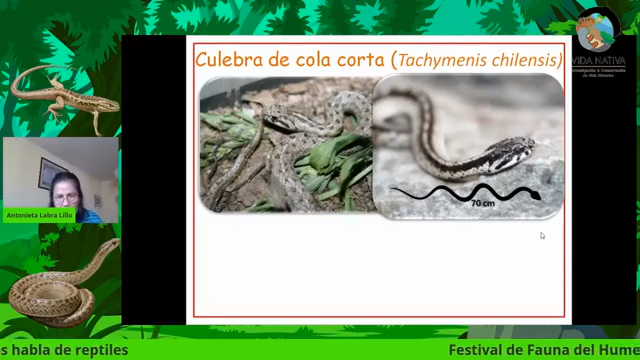 Culebra de cola corta (Tachymenis chilensis)
VIDA NATIVA
70 cm
Antonieta Labra Lillo
s habla de reptiles
Festival de Fauna del Hume